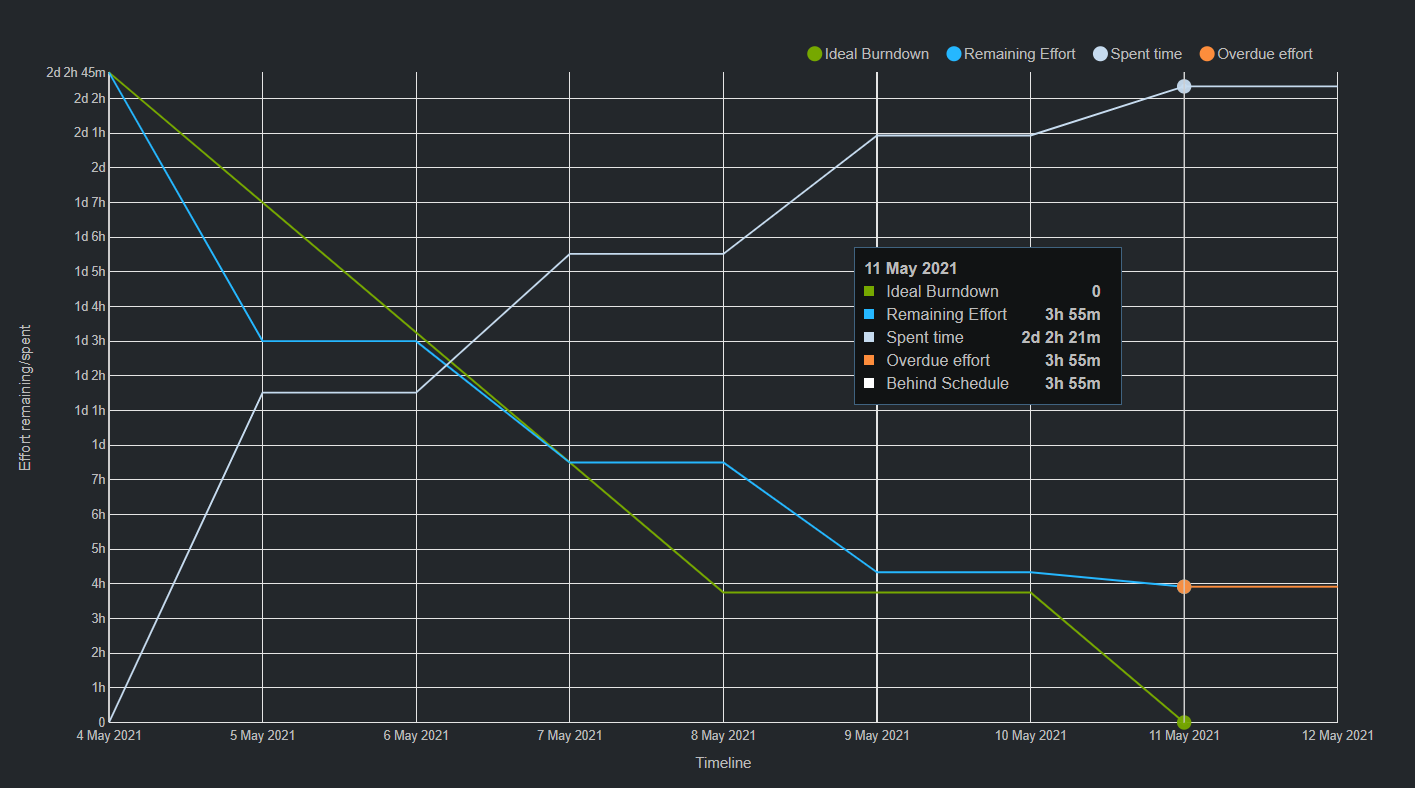 Ideal Burndown Remaining Effort Spent time Overdue effort
2d 2h 45m
2d 2h
2d 1h
2d
1d 7h
1d 6h
1d 5h
1d 4h
1d 3h
1d 2h
1d 1h
1d
7h
6h
5h
4h
3h
2h
1h
0
Effort remaining/spent
11 May 2021
Ideal Burndown 0
Remaining Effort 3h 55m
Spent time 2d 2h 21m
Overdue effort 3h 55m
Behind Schedule 3h 55m
4 May 2021 5 May 2021 6 May 2021 7 May 2021 8 May 2021 9 May 2021 10 May 2021 11 May 2021 12 May 2021
Timeline